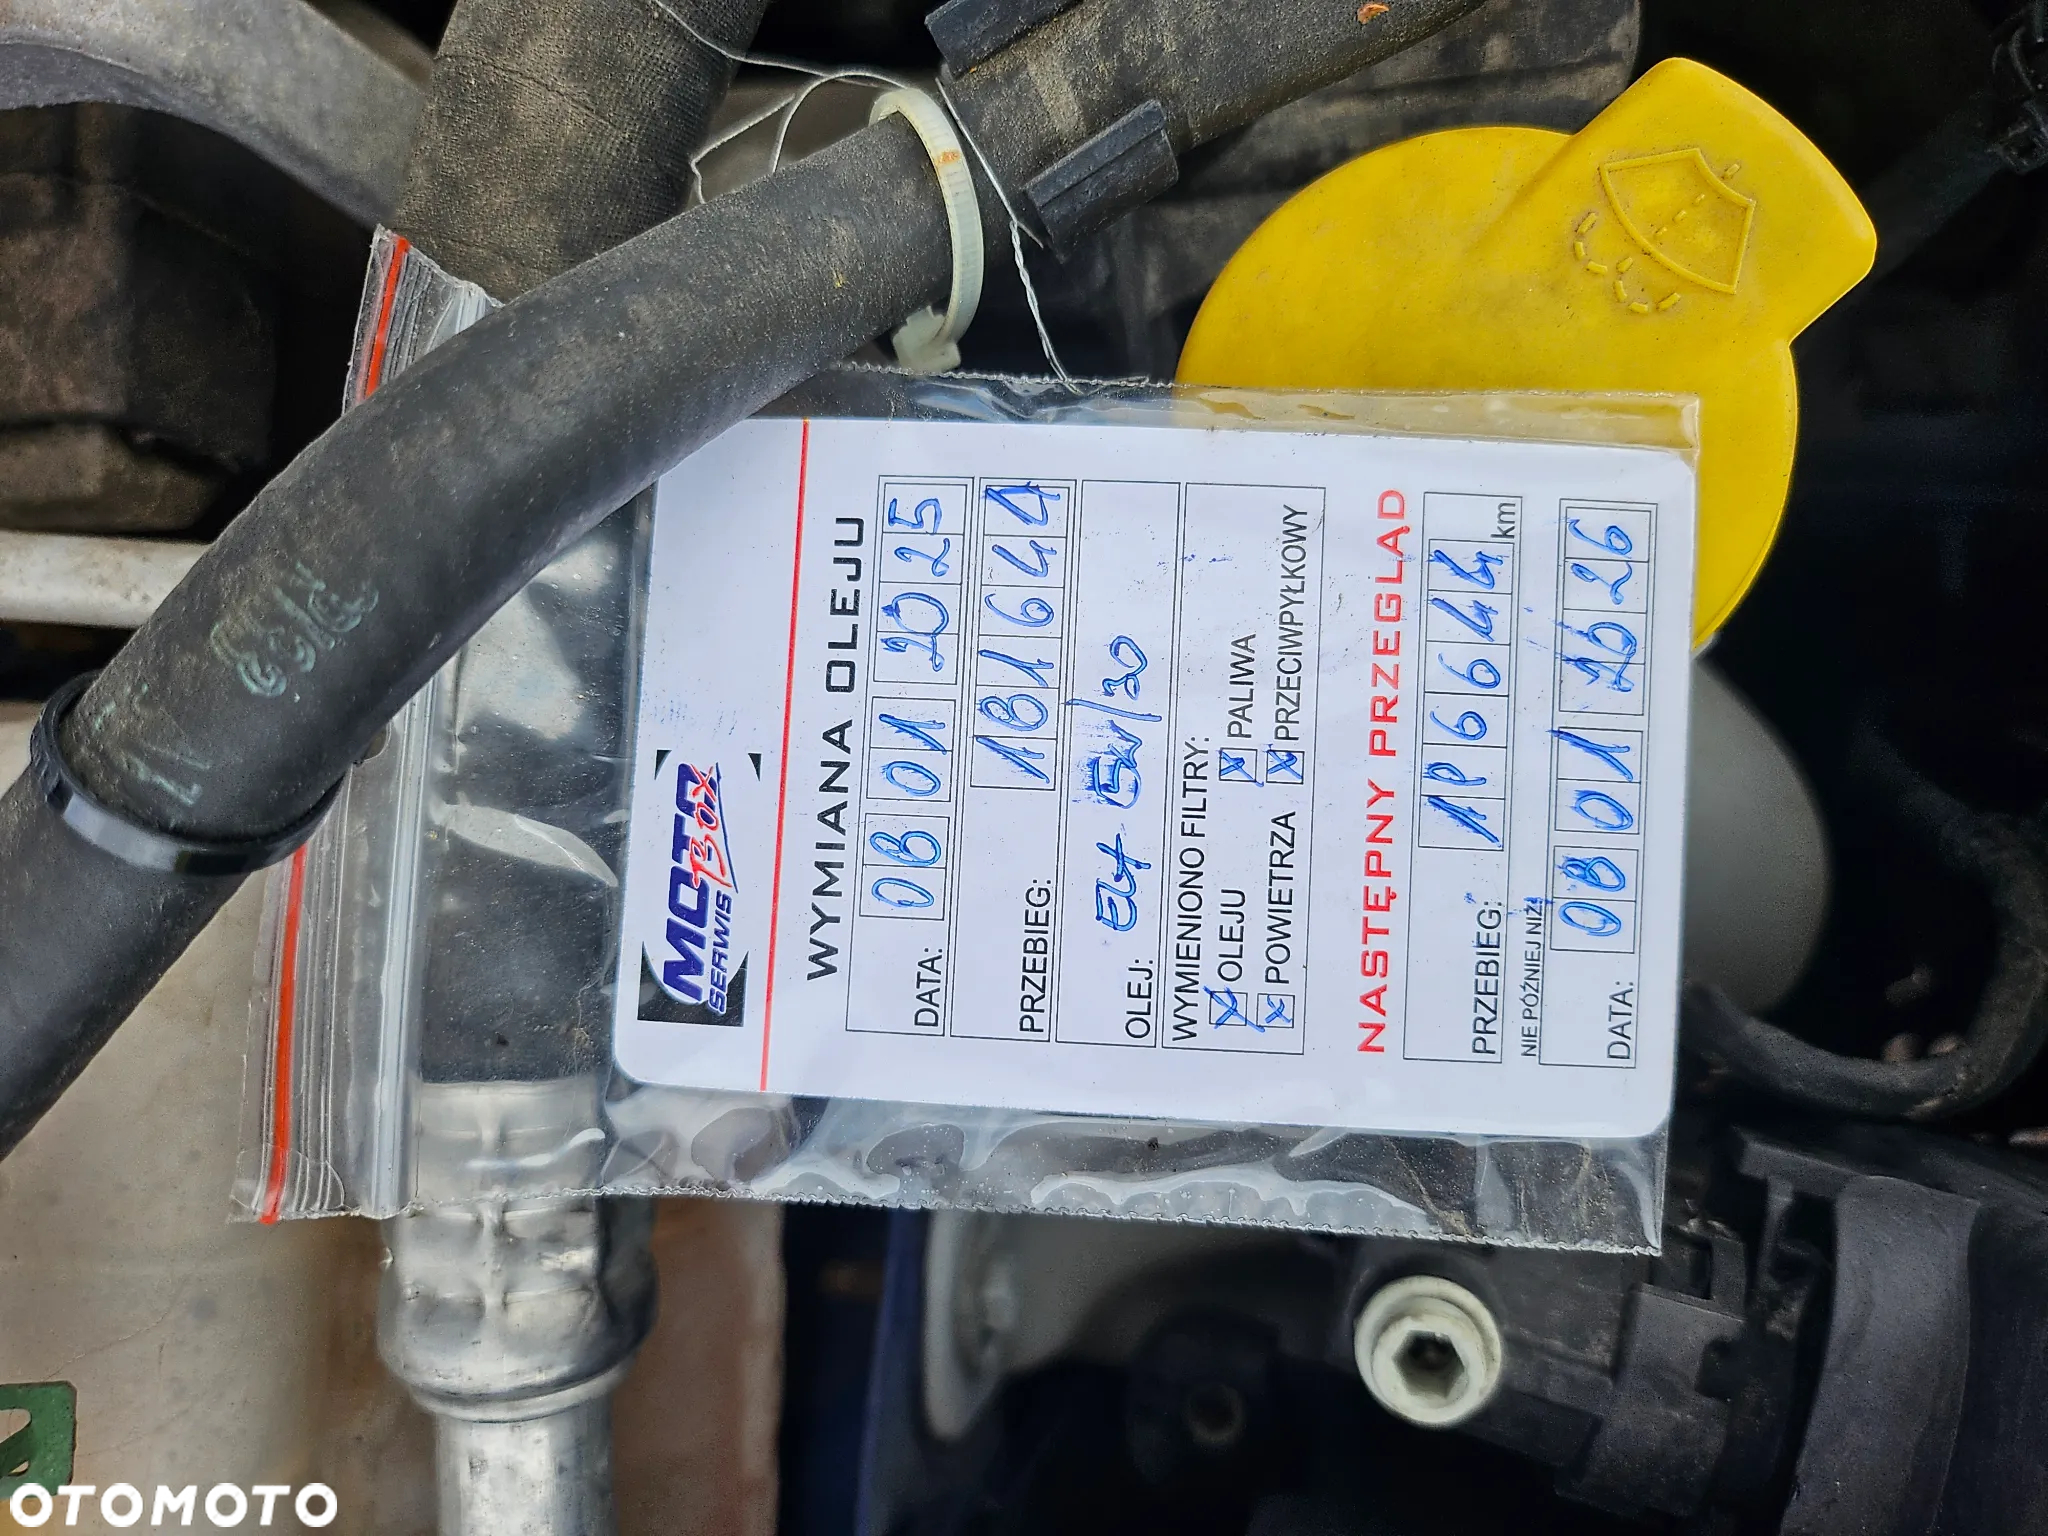 MOTO
BOX
SERWIS
WYMIANA OLEJU
DATA: 08 01 2025
PRZEBIEG: 181644
OLEJ: Elf 5W/30
WYMIENIONO FILTRY:
x OLEJU x PALIWA
x POWIETRZA x PRZECIWPYŁKOWY
NASTĘPNY PRZEGLĄD
PRZEBIEG: 196644 km
NIE PÓŹNIEJ NIŻ:
DATA: 08 01 2026
OTOMOTO